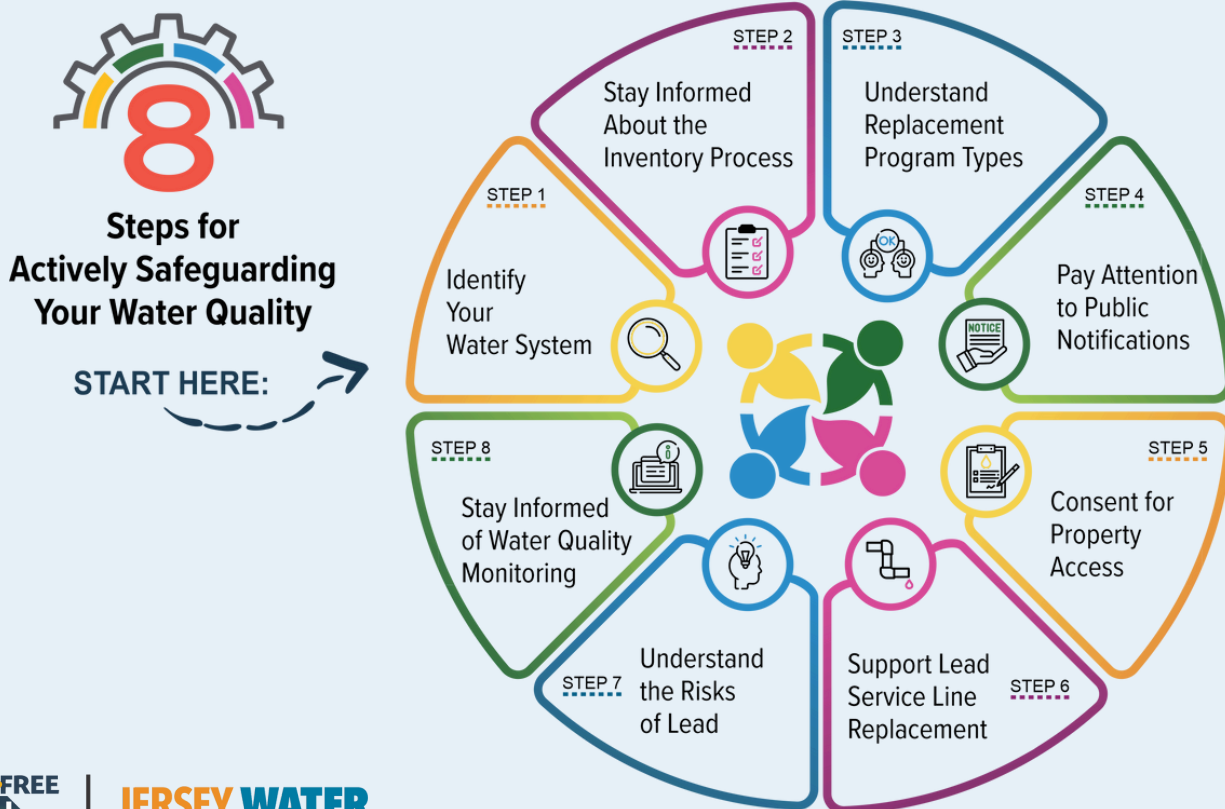 8
Steps for
Actively Safeguarding
Your Water Quality
START HERE:
STEP 1
Identify
Your
Water System
STEP 2
Stay Informed
About the
Inventory Process
STEP 3
Understand
Replacement
Program Types
OK
STEP 4
Pay Attention
to Public
Notifications
NOTICE
STEP 5
Consent for
Property
Access
STEP 6
Support Lead
Service Line
Replacement
STEP 7
Understand
the Risks
of Lead
STEP 8
Stay Informed
of Water Quality
Monitoring
i
FREE
JERSEY WATER